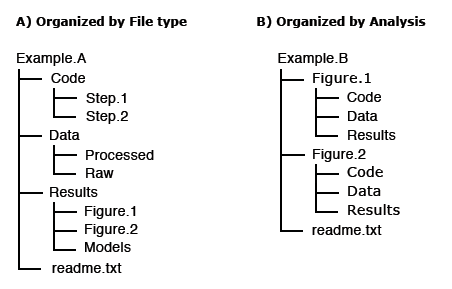 A) Organized by File type
Example.A
Code
Step.1
Step.2
Data
Processed
Raw
Results
Figure.1
Figure.2
Models
readme.txt
B) Organized by Analysis
Example.B
Figure.1
Code
Data
Results
Figure.2
Code
Data
Results
readme.txt